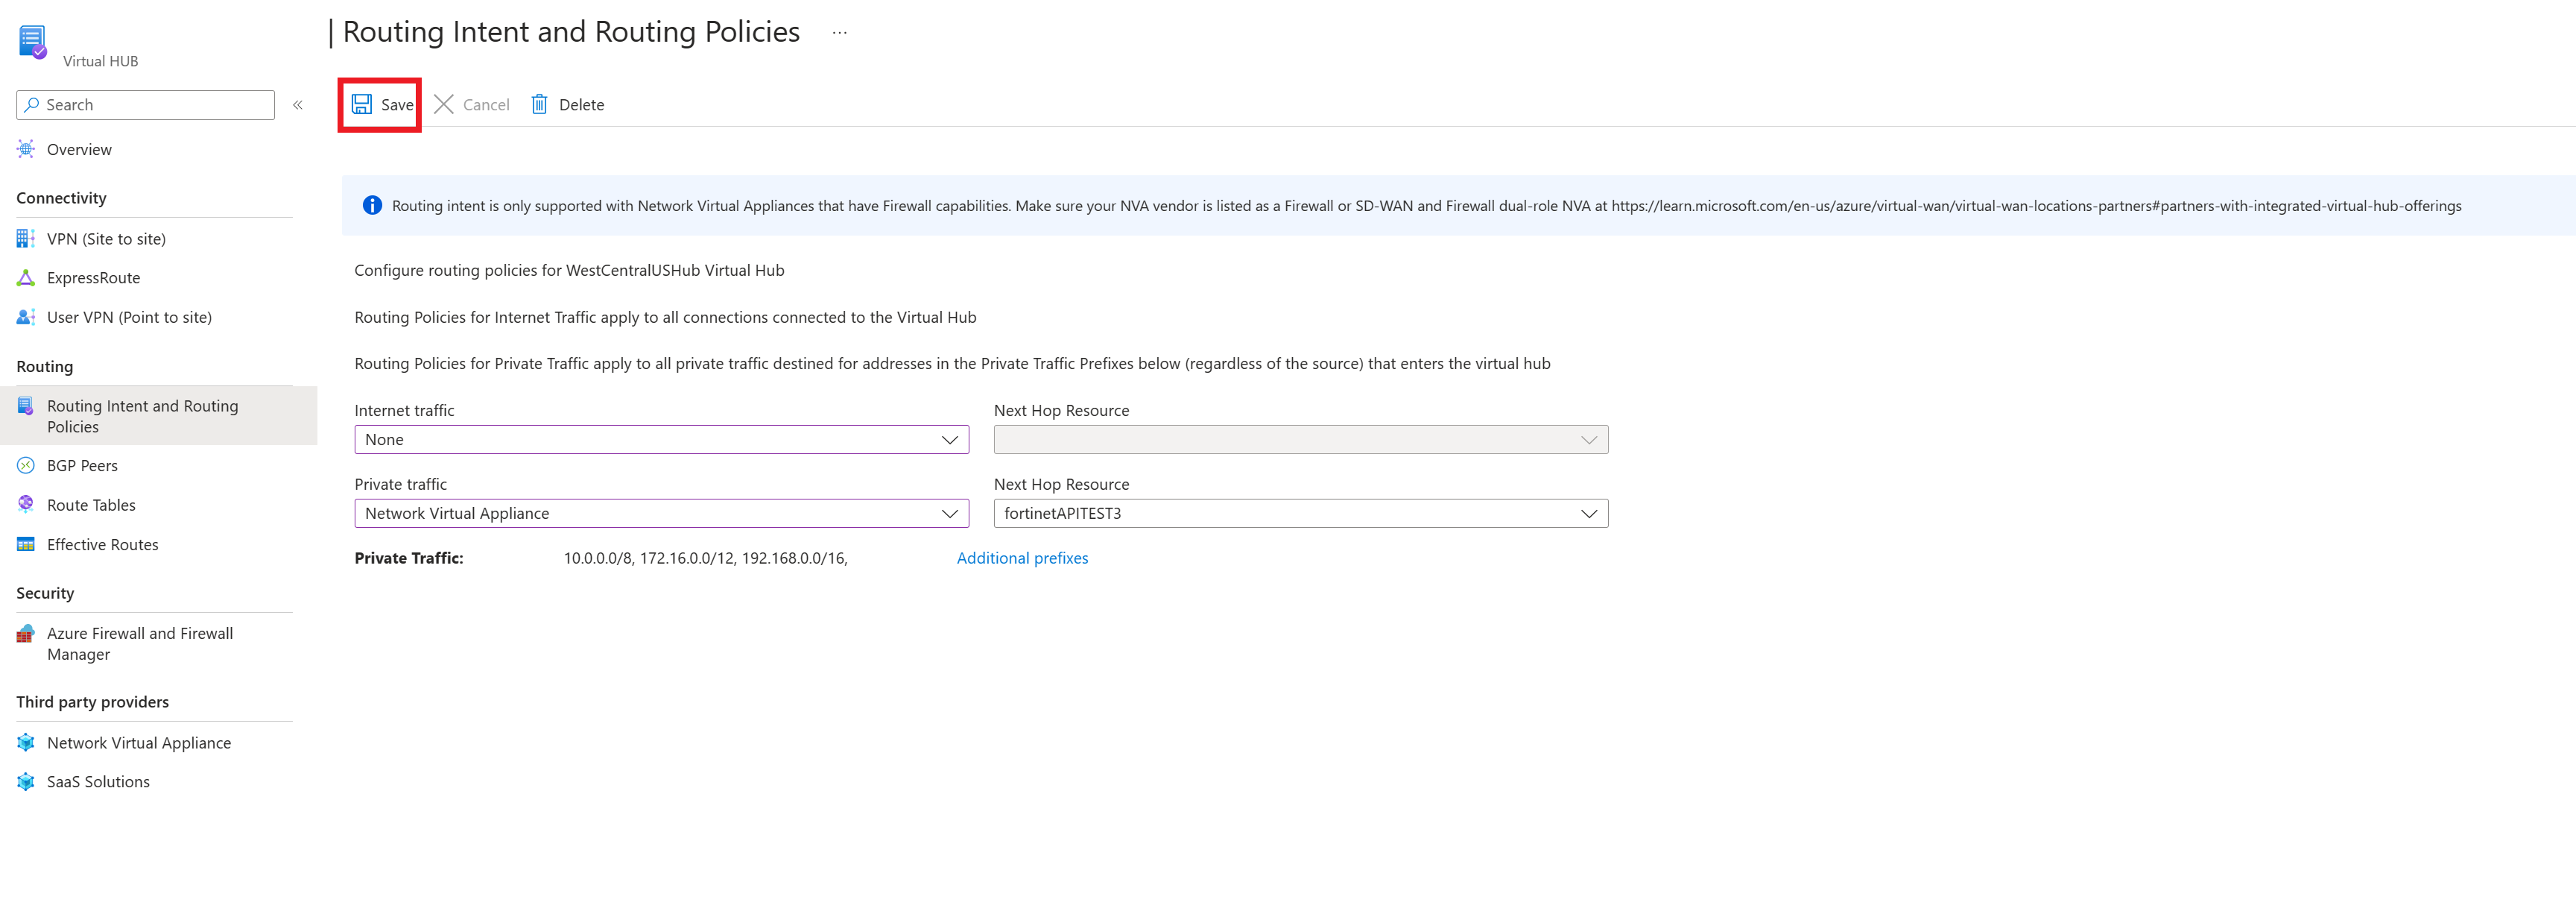 | Routing Intent and Routing Policies ...
Virtual HUB
Search «
Overview
Connectivity
VPN (Site to site)
ExpressRoute
User VPN (Point to site)
Routing
Routing Intent and Routing
Policies
BGP Peers
Route Tables
Effective Routes
Security
Azure Firewall and Firewall
Manager
Third party providers
Network Virtual Appliance
SaaS Solutions
Save Cancel Delete
Routing intent is only supported with Network Virtual Appliances that have Firewall capabilities. Make sure your NVA vendor is listed as a Firewall or SD-WAN and Firewall dual-role NVA at https://learn.microsoft.com/en-us/azure/virtual-wan/virtual-wan-locations-partners#partners-with-integrated-virtual-hub-offerings
Configure routing policies for WestCentralUSHub Virtual Hub
Routing Policies for Internet Traffic apply to all connections connected to the Virtual Hub
Routing Policies for Private Traffic apply to all private traffic destined for addresses in the Private Traffic Prefixes below (regardless of the source) that enters the virtual hub
Internet traffic Next Hop Resource
None
Private traffic Next Hop Resource
Network Virtual Appliance fortinetAPITEST3
Private Traffic: 10.0.0.0/8, 172.16.0.0/12, 192.168.0.0/16, Additional prefixes